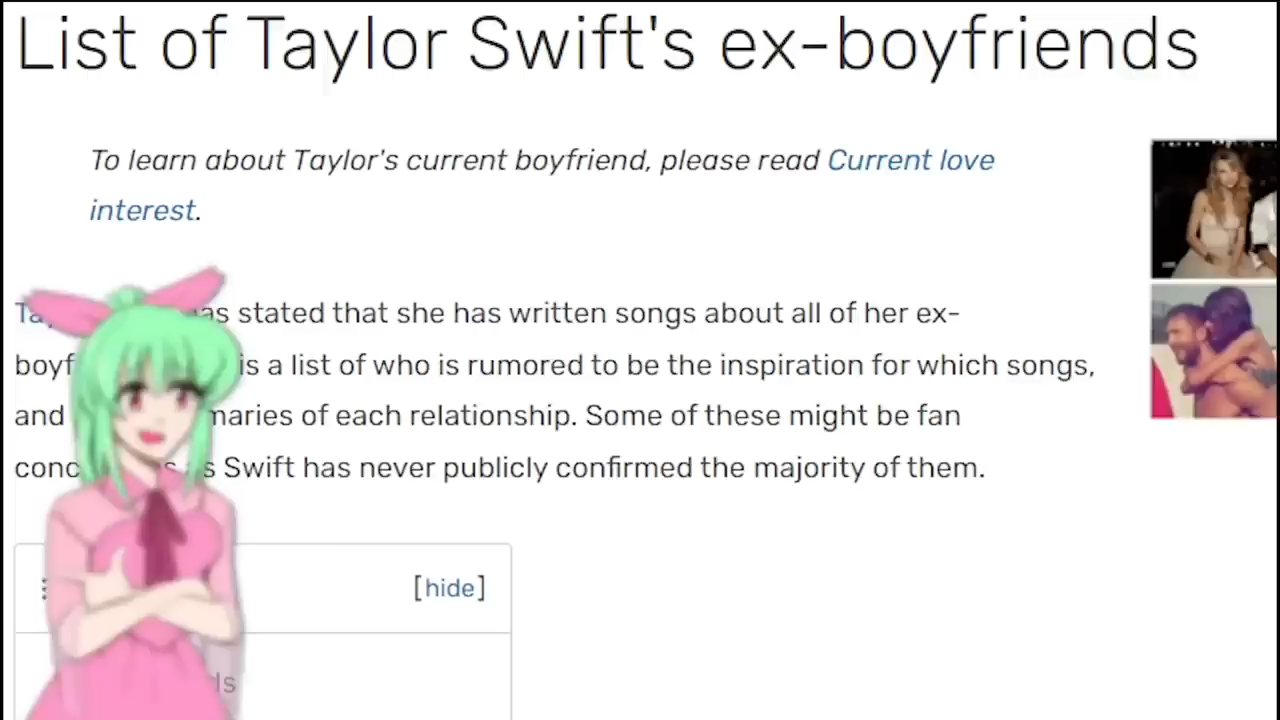 List of Taylor Swift's ex-boyfriends
To learn about Taylor's current boyfriend, please read Current love
interest.
stated that she has written songs about all of her ex-
is a list of who is rumored to be the inspiration for which songs,
and of each relationship. Some of these might be fan
Swift has never publicly confirmed the majority of them.
[hide]